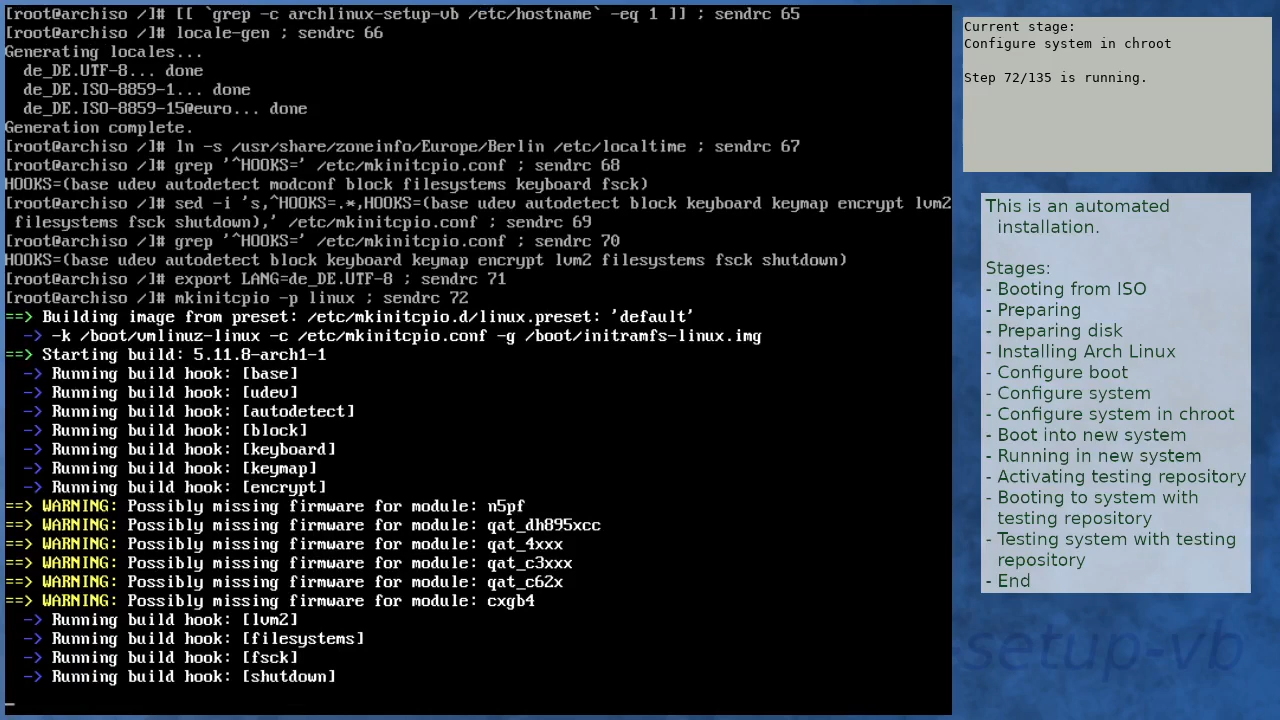 [root@archiso /]# [[ `grep -c archlinux-setup-vb /etc/hostname` -eq 1 ]] ; sendrc 65
[root@archiso /]# locale-gen ; sendrc 66
Generating locales...
  de_DE.UTF-8... done
  de_DE.ISO-8859-1... done
  de_DE.ISO-8859-15@euro... done
Generation complete.
[root@archiso /]# ln -s /usr/share/zoneinfo/Europe/Berlin /etc/localtime ; sendrc 67
[root@archiso /]# grep '^HOOKS=' /etc/mkinitcpio.conf ; sendrc 68
HOOKS=(base udev autodetect modconf block filesystems keyboard fsck)
[root@archiso /]# sed -i 's,^HOOKS=.*,HOOKS=(base udev autodetect block keyboard keymap encrypt lvm2
 filesystems fsck shutdown),' /etc/mkinitcpio.conf ; sendrc 69
[root@archiso /]# grep '^HOOKS=' /etc/mkinitcpio.conf ; sendrc 70
HOOKS=(base udev autodetect block keyboard keymap encrypt lvm2 filesystems fsck shutdown)
[root@archiso /]# export LANG=de_DE.UTF-8 ; sendrc 71
[root@archiso /]# mkinitcpio -p linux ; sendrc 72
==> Building image from preset: /etc/mkinitcpio.d/linux.preset: 'default'
  -> -k /boot/vmlinuz-linux -c /etc/mkinitcpio.conf -g /boot/initramfs-linux.img
==> Starting build: 5.11.8-arch1-1
  -> Running build hook: [base]
  -> Running build hook: [udev]
  -> Running build hook: [autodetect]
  -> Running build hook: [block]
  -> Running build hook: [keyboard]
  -> Running build hook: [keymap]
  -> Running build hook: [encrypt]
==> WARNING: Possibly missing firmware for module: n5pf
==> WARNING: Possibly missing firmware for module: qat_dh895xcc
==> WARNING: Possibly missing firmware for module: qat_4xxx
==> WARNING: Possibly missing firmware for module: qat_c3xxx
==> WARNING: Possibly missing firmware for module: qat_c62x
==> WARNING: Possibly missing firmware for module: cxgb4
  -> Running build hook: [lvm2]
  -> Running build hook: [filesystems]
  -> Running build hook: [fsck]
  -> Running build hook: [shutdown]
_
Current stage:
Configure system in chroot
Step 72/135 is running.
This is an automated
installation.
Stages:
- Booting from ISO
- Preparing
- Preparing disk
- Installing Arch Linux
- Configure boot
- Configure system
- Configure system in chroot
- Boot into new system
- Running in new system
- Activating testing repository
- Booting to system with
testing repository
- Testing system with testing
repository
- End
-setup-vb